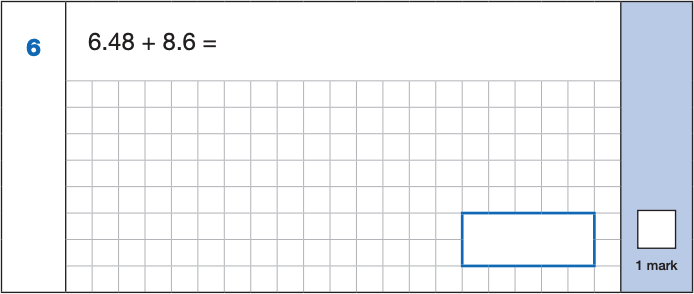 6
6.48 + 8.6 =
1 mark